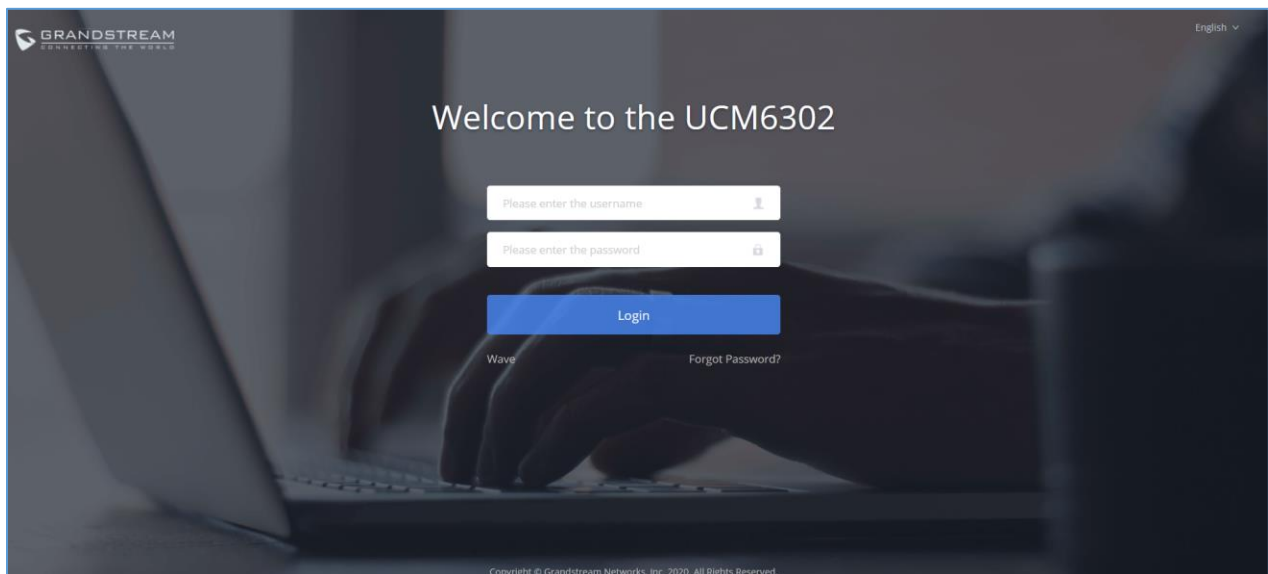 GRANDSTREAM
CONNECTING THE WORLD
English
Welcome to the UCM6302
Please enter the username
Please enter the password
Login
Wave Forgot Password?
Copyright © Grandstream Networks, Inc. 2020. All Rights Reserved.